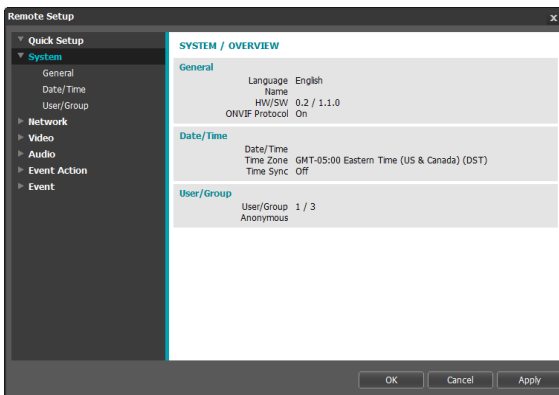 Remote Setup
x
Quick Setup
System
General
Date/Time
User/Group
Network
Video
Audio
Event Action
Event
SYSTEM / OVERVIEW
General
Language English
Name
HW/SW 0.2 / 1.1.0
ONVIF Protocol On
Date/Time
Date/Time
Time Zone GMT-05:00 Eastern Time (US & Canada) (DST)
Time Sync Off
User/Group
User/Group 1 / 3
Anonymous
OK Cancel Apply